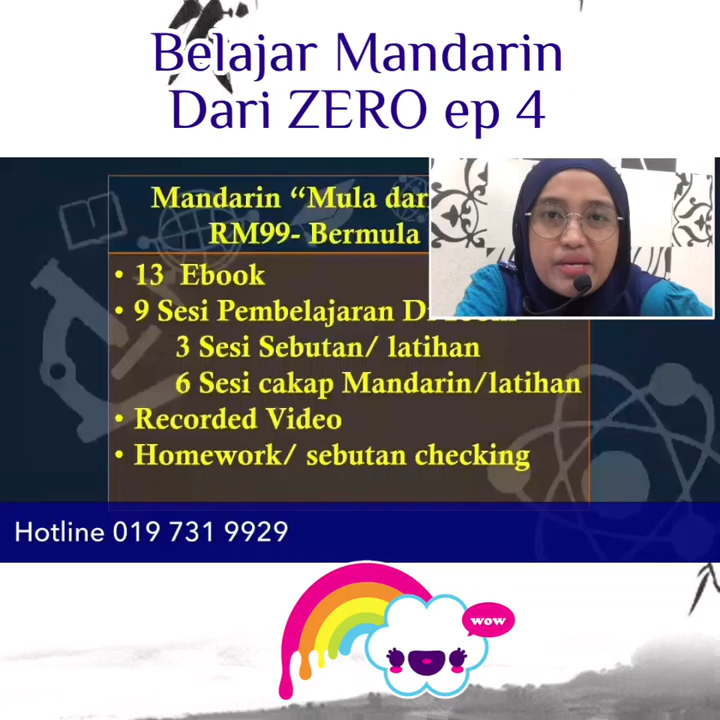 Belajar Mandarin
Dari ZERO ep 4
Mandarin “Mula dar
RM99- Bermula
• 13 Ebook
• 9 Sesi Pembelajaran
3 Sesi Sebutan/ latihan
6 Sesi cakap Mandarin/latihan
• Recorded Video
• Homework/ sebutan checking
Hotline 019 731 9929
wow